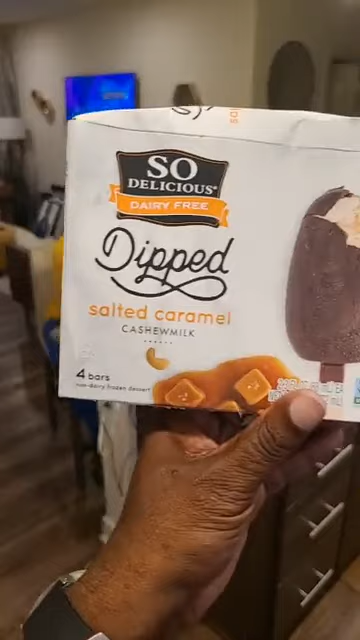 SO
DELICIOUS
DAIRY FREE
Dipped
salted caramel
CASHEWMILK
4 bars
non-dairy frozen dessert